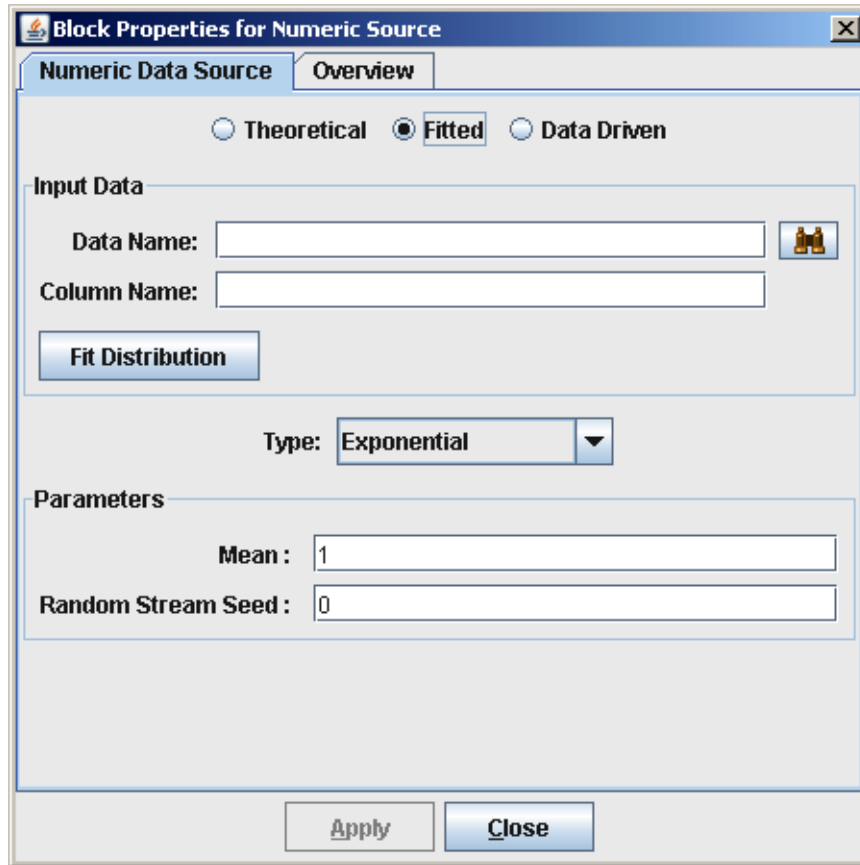 Block Properties for Numeric Source
Numeric Data Source Overview
Theoretical Fitted Data Driven
Input Data
Data Name:
Column Name:
Fit Distribution
Type: Exponential
Parameters
Mean : 1
Random Stream Seed : 0
Apply Close